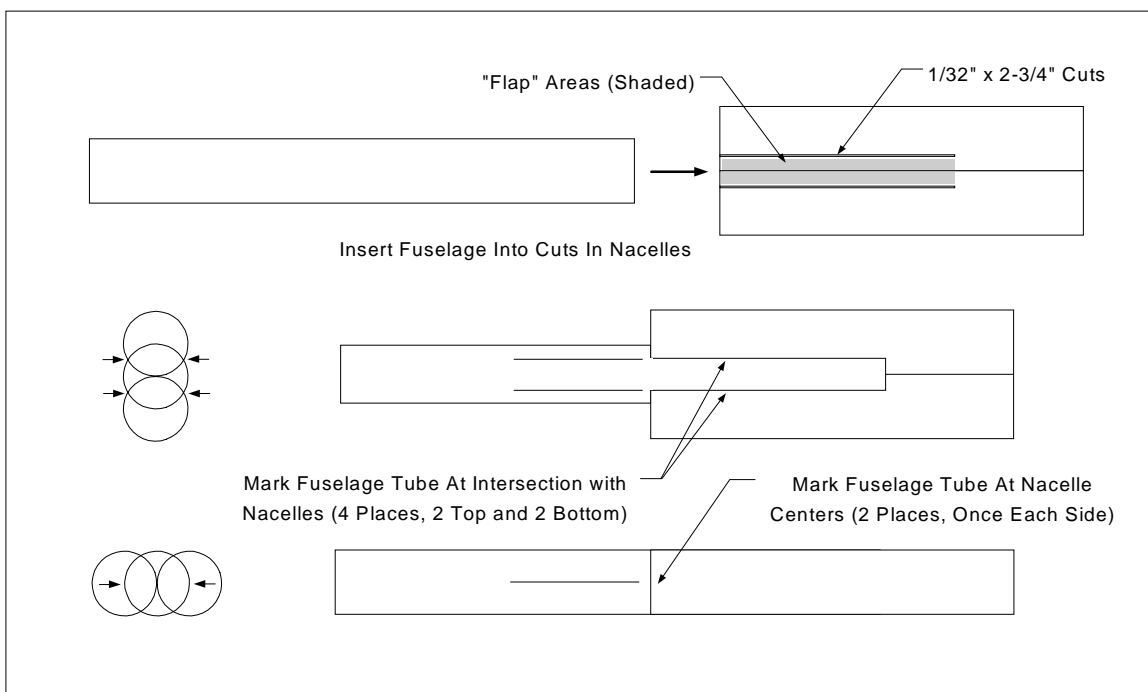 "Flap" Areas (Shaded)
1/32" x 2-3/4" Cuts
Insert Fuselage Into Cuts In Nacelles
Mark Fuselage Tube At Intersection with
Nacelles (4 Places, 2 Top and 2 Bottom)
Mark Fuselage Tube At Nacelle
Centers (2 Places, Once Each Side)